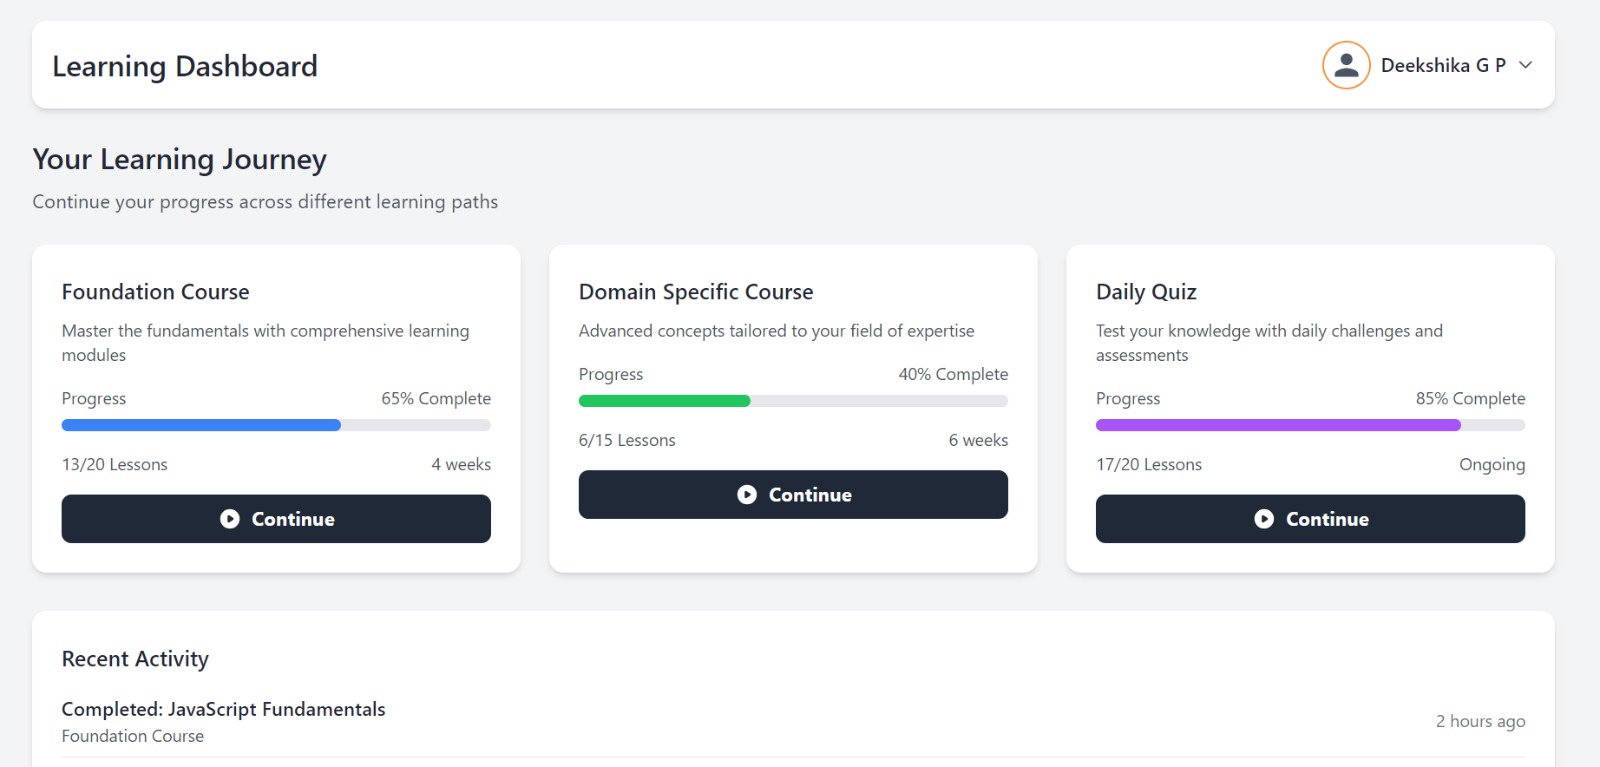 Learning Dashboard
Deekshika G P
Your Learning Journey
Continue your progress across different learning paths
Foundation Course
Master the fundamentals with comprehensive learning
modules
Progress
65% Complete
13/20 Lessons
4 weeks
Continue
Domain Specific Course
Advanced concepts tailored to your field of expertise
Progress
40% Complete
6/15 Lessons
6 weeks
Continue
Daily Quiz
Test your knowledge with daily challenges and
assessments
Progress
85% Complete
17/20 Lessons
Ongoing
Continue
Recent Activity
Completed: JavaScript Fundamentals
Foundation Course
2 hours ago